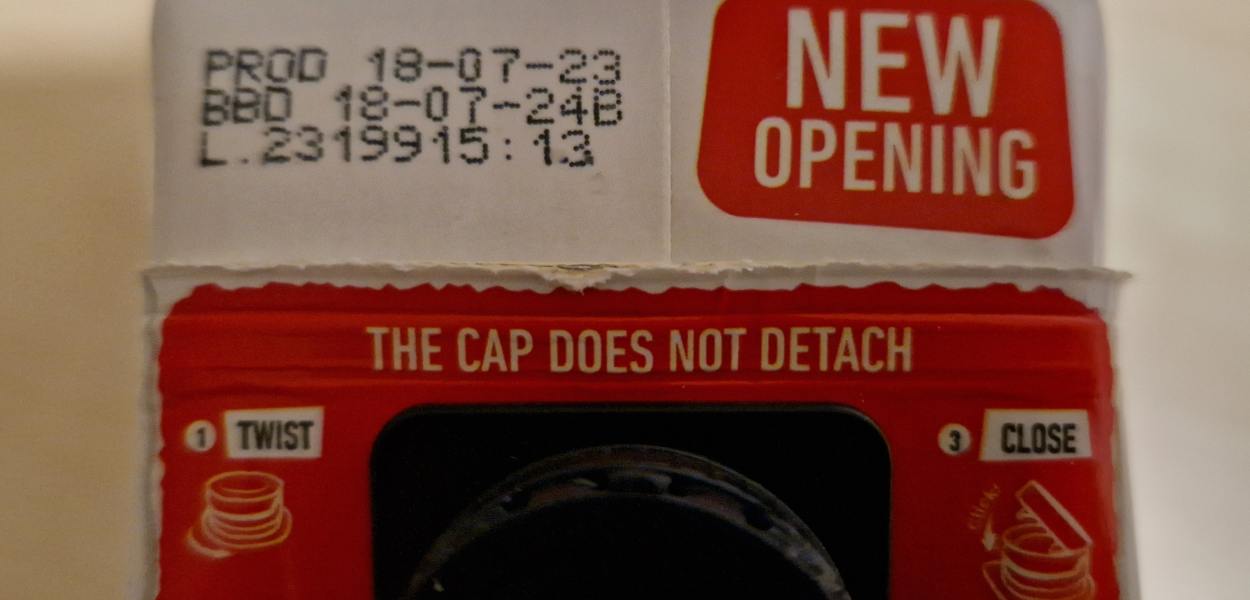 PROD 18-07-23
BBD 18-07-24B
L.2319915:13
NEW
OPENING
THE CAP DOES NOT DETACH
1 TWIST
3 CLOSE
click!